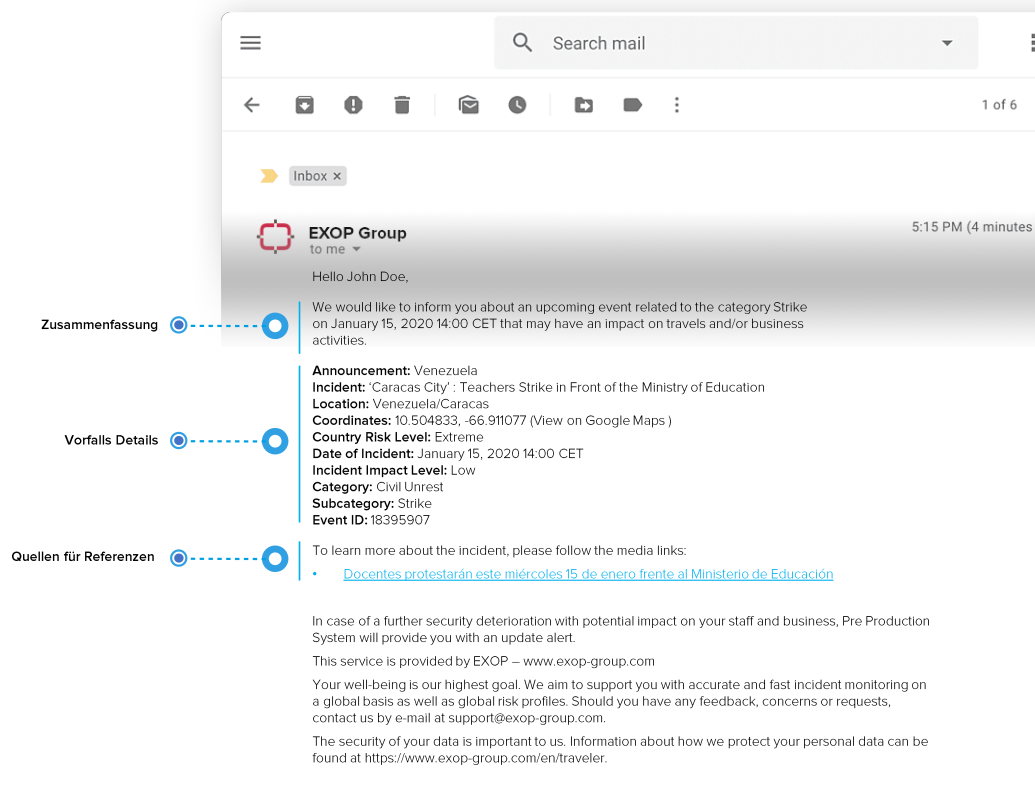 Search mail
1 of 6
Inbox ×
EXOP Group
5:15 PM (4 minutes
to me
Hello John Doe,
Zusammenfassung
We would like to inform you about an upcoming event related to the category Strike
on January 15, 2020 14:00 CET that may have an impact on travels and/or business
activities.
Vorfalls Details
Announcement: Venezuela
Incident: ‘Caracas City’ : Teachers Strike in Front of the Ministry of Education
Location: Venezuela/Caracas
Coordinates: 10.504833, -66.911077 (View on Google Maps )
Country Risk Level: Extreme
Date of Incident: January 15, 2020 14:00 CET
Incident Impact Level: Low
Category: Civil Unrest
Subcategory: Strike
Event ID: 18395907
Quellen für Referenzen
To learn more about the incident, please follow the media links:
• Docentes protestarán este miércoles 15 de enero frente al Ministerio de Educación
In case of a further security deterioration with potential impact on your staff and business, Pre Production
System will provide you with an update alert.
This service is provided by EXOP – www.exop-group.com
Your well-being is our highest goal. We aim to support you with accurate and fast incident monitoring on
a global basis as well as global risk profiles. Should you have any feedback, concerns or requests,
contact us by e-mail at support@exop-group.com.
The security of your data is important to us. Information about how we protect your personal data can be
found at https://www.exop-group.com/en/traveler.